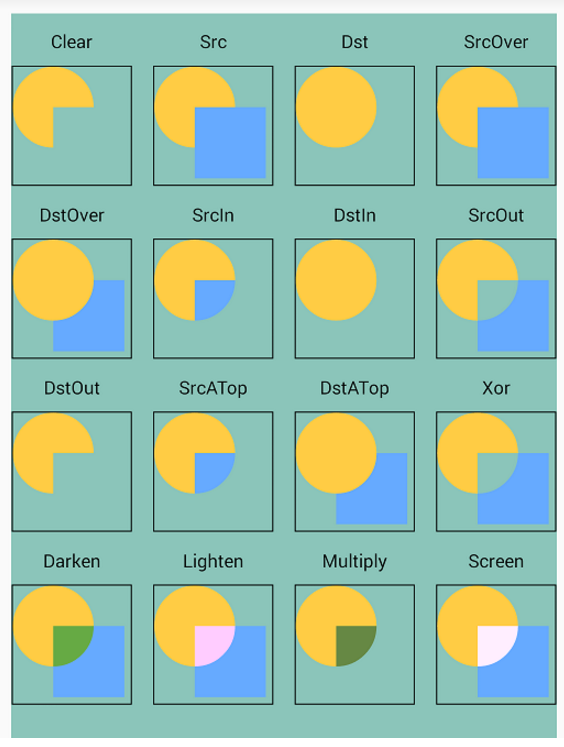 Clear Src Dst SrcOver
DstOver SrcIn DstIn SrcOut
DstOut SrcATop DstATop Xor
Darken Lighten Multiply Screen